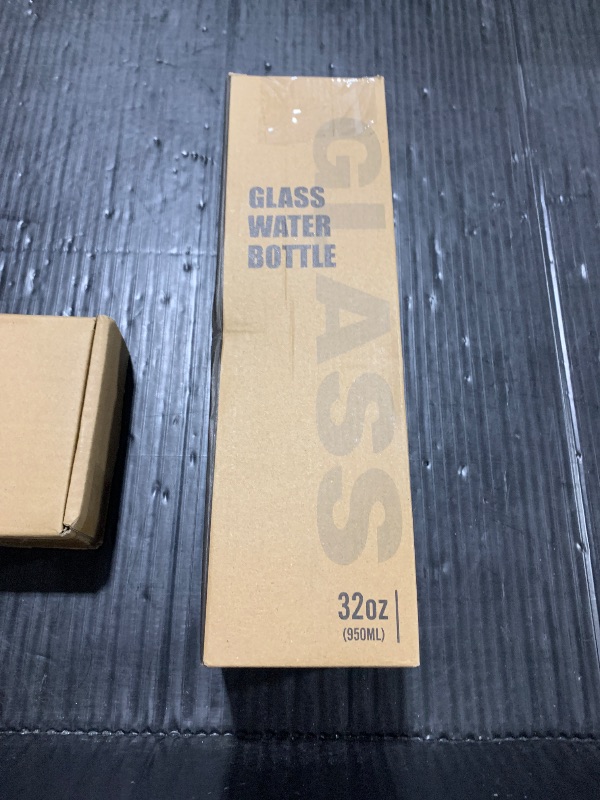 GLASS
WATER
BOTTLE
GLASS
32oz
(950ML)